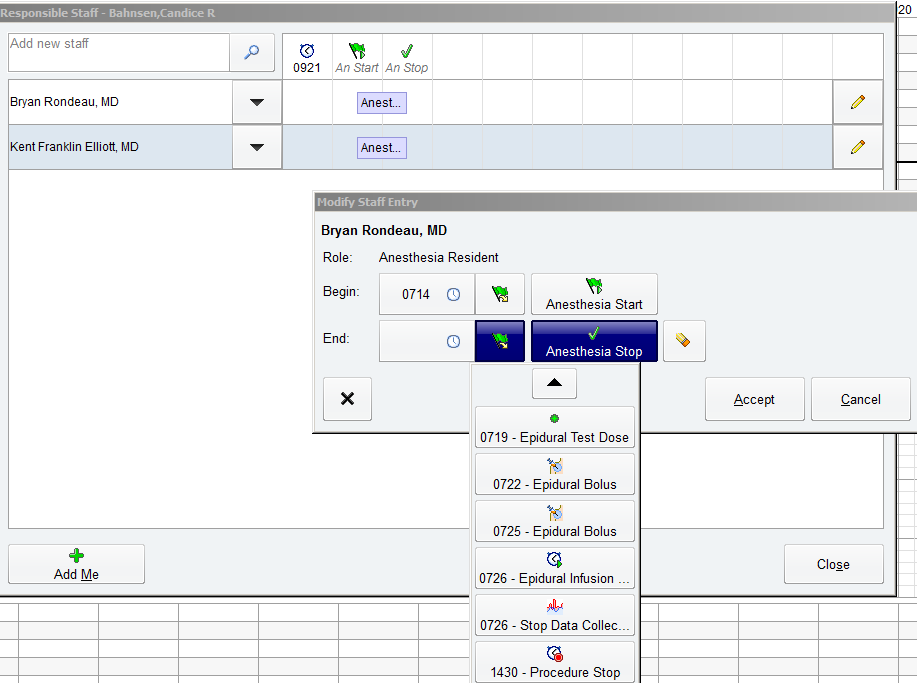 Responsible Staff - Bahnsen,Candice R
20
Add new staff
0921
An Start
An Stop
Bryan Rondeau, MD
Anest...
Kent Franklin Elliott, MD
Anest...
Modify Staff Entry
Bryan Rondeau, MD
Role: Anesthesia Resident
Begin: 0714
Anesthesia Start
End:
Anesthesia Stop
Accept
Cancel
0719 - Epidural Test Dose
0722 - Epidural Bolus
0725 - Epidural Bolus
0726 - Epidural Infusion ...
0726 - Stop Data Collec...
1430 - Procedure Stop
Add Me
Close